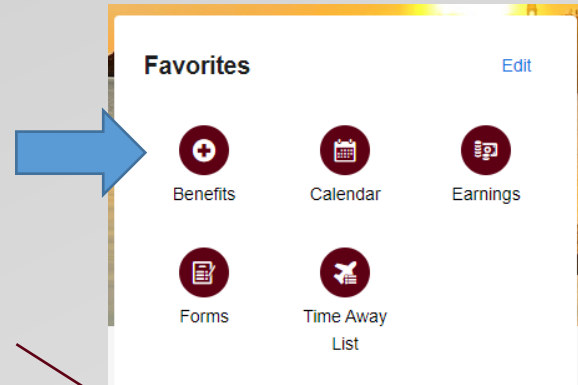 Favorites
Edit
Benefits
Calendar
Earnings
Forms
Time Away
List